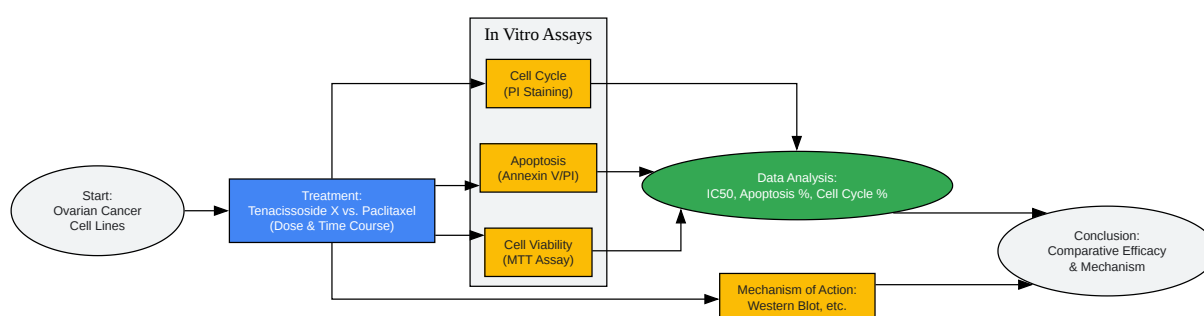 In Vitro Assays
Cell Cycle
(PI Staining)
Apoptosis
(Annexin V/PI)
Cell Viability
(MTT Assay)
Start:
Ovarian Cancer
Cell Lines
Treatment:
Tenacissoside X vs. Paclitaxel
(Dose & Time Course)
Data Analysis:
IC50, Apoptosis %, Cell Cycle %
Mechanism of Action:
Western Blot, etc.
Conclusion:
Comparative Efficacy
& Mechanism